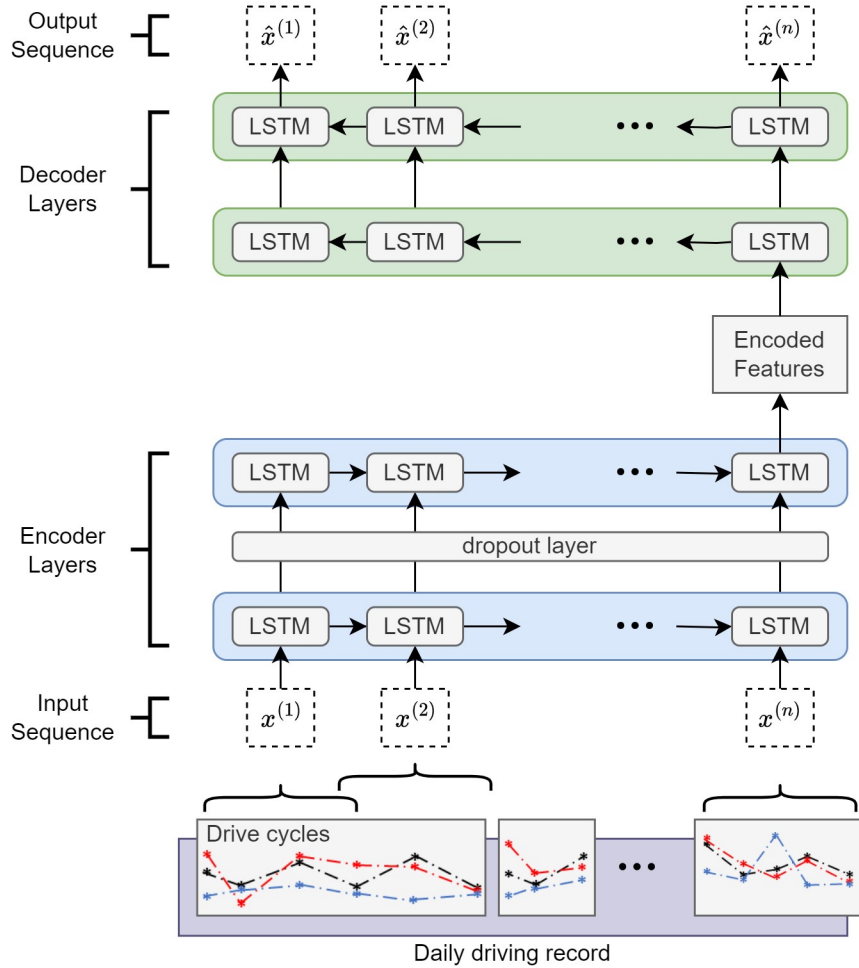 Output
Sequence
x̂⁽¹⁾ x̂⁽²⁾ x̂⁽ⁿ⁾
LSTM LSTM ••• LSTM
Decoder
Layers
LSTM LSTM ••• LSTM
Encoded
Features
LSTM LSTM ••• LSTM
Encoder
Layers
dropout layer
LSTM LSTM ••• LSTM
Input
Sequence
x⁽¹⁾ x⁽²⁾ x⁽ⁿ⁾
Drive cycles
•••
Daily driving record